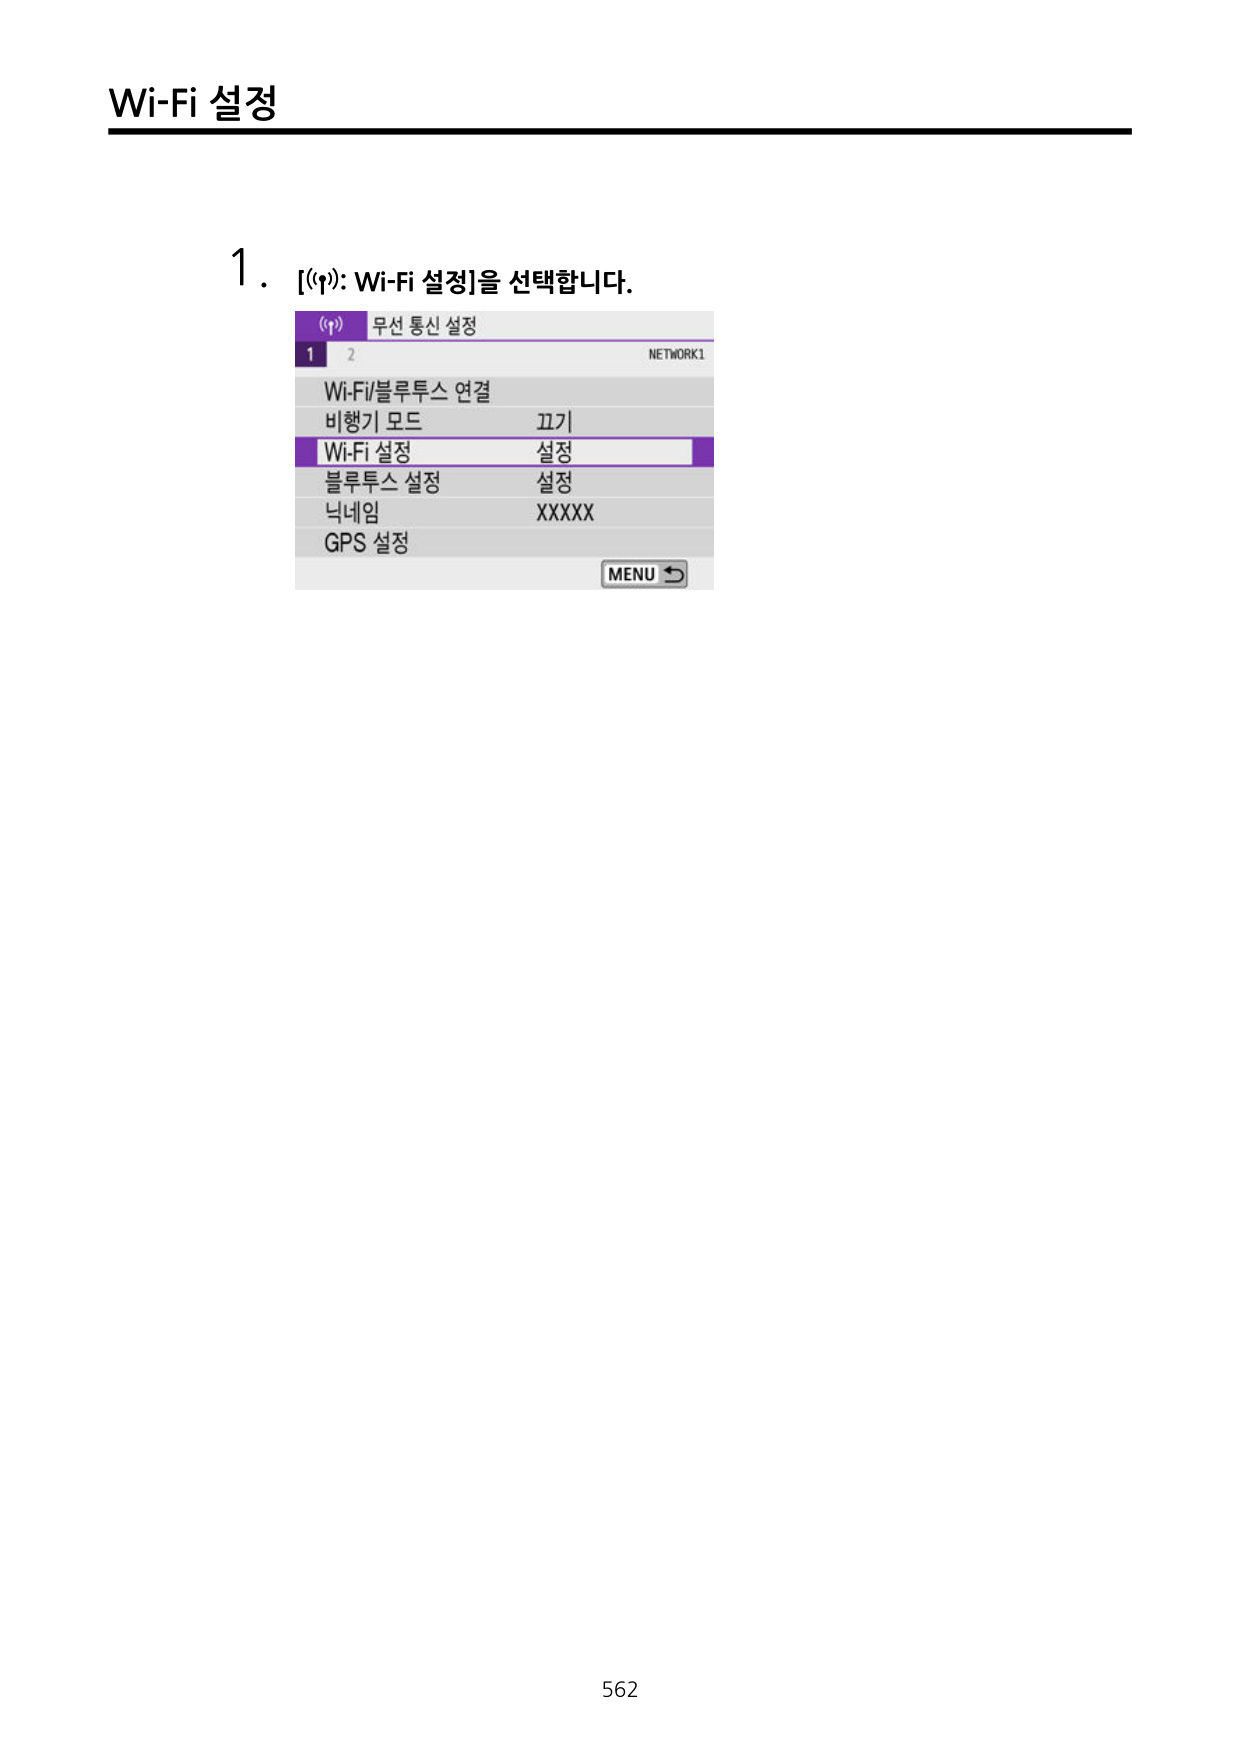 Wi-Fi 설정
1. [((ꟼ)): Wi-Fi 설정]을 선택합니다.
무선 통신 설정
1 2 NETWORK1
Wi-Fi/블루투스 연결
비행기 모드 끄기
Wi-Fi 설정 설정
블루투스 설정 설정
닉네임 XXXXX
GPS 설정
MENU
562